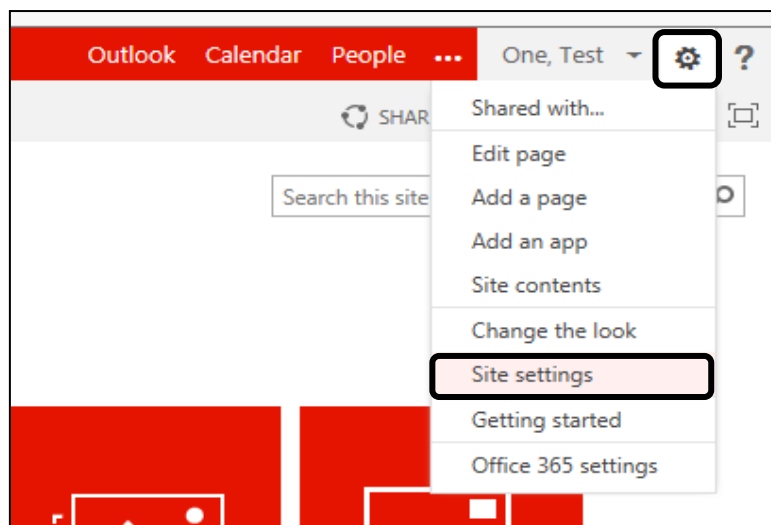 Outlook Calendar People ... One, Test ?
Shared with...
SHAR
Edit page
Search this site
Add a page
Add an app
Site contents
Change the look
Site settings
Getting started
Office 365 settings